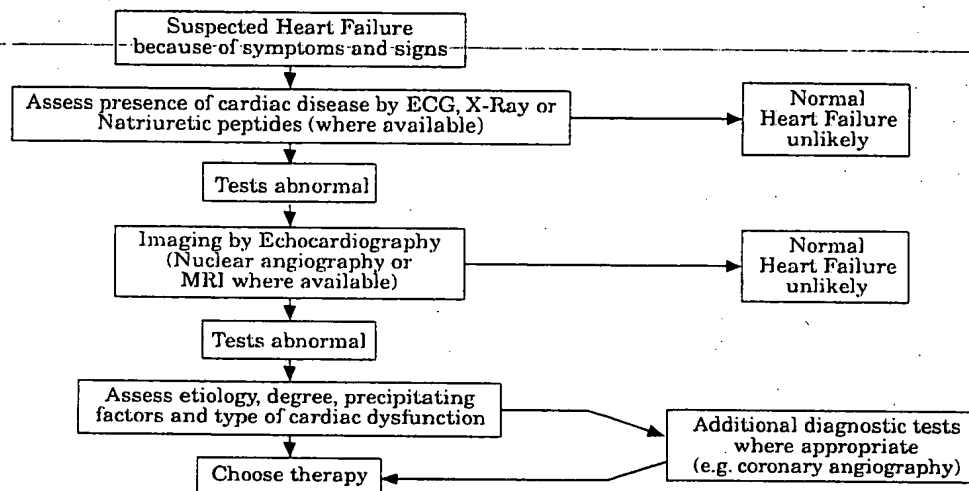 Suspected Heart Failure
because of symptoms and signs
Assess presence of cardiac disease by ECG, X-Ray or
Natriuretic peptides (where available)
Normal
Heart Failure
unlikely
Tests abnormal
Imaging by Echocardiography
(Nuclear angiography or
MRI where available)
Normal
Heart Failure
unlikely
Tests abnormal
Assess etiology, degree, precipitating
factors and type of cardiac dysfunction
Additional diagnostic tests
where appropriate
(e.g. coronary angiography)
Choose therapy